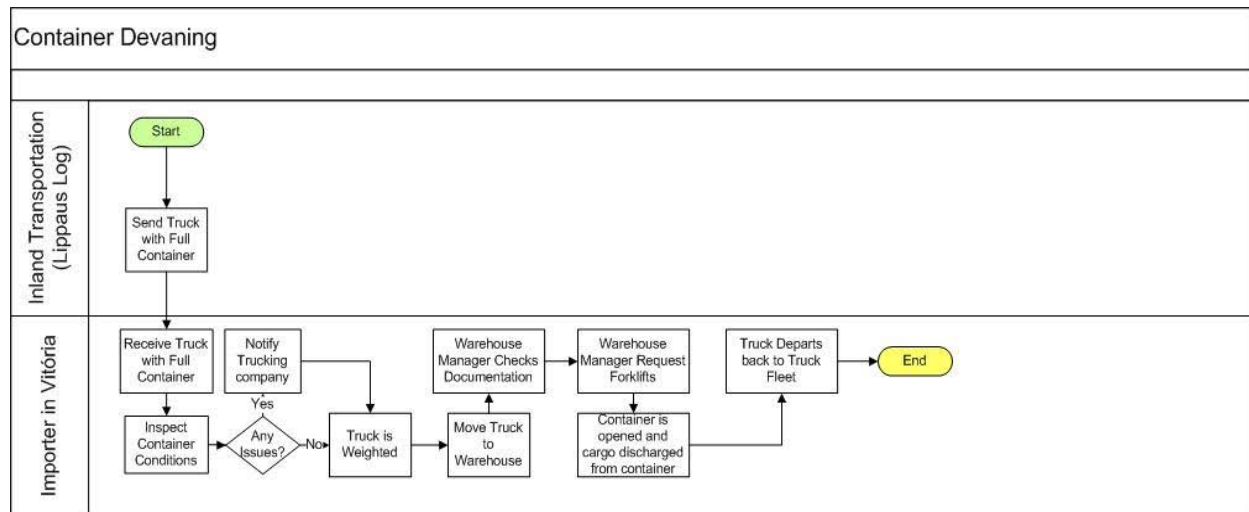 Container Devaning
Inland Transportation
(Lippaus Log)
Start
Send Truck
with Full
Container
Importer in Vitória
Receive Truck
with Full
Container
Inspect
Container
Conditions
Any
Issues?
Yes
Notify
Trucking
company
No
Truck is
Weighted
Move Truck
to
Warehouse
Warehouse
Manager Checks
Documentation
Warehouse
Manager Request
Forklifts
Container is
opened and
cargo discharged
from container
Truck Departs
back to Truck
Fleet
End